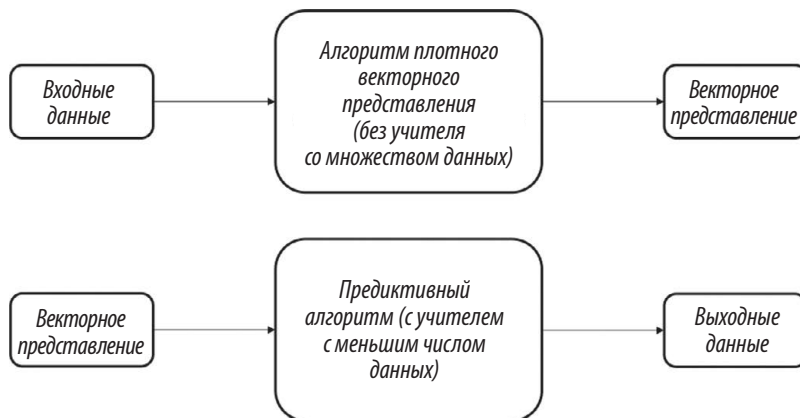 Входные
данные
Алгоритм плотного
векторного
представления
(без учителя
со множеством данных)
Векторное
представление
Векторное
представление
Предиктивный
алгоритм (с учителем
с меньшим числом
данных)
Выходные
данные